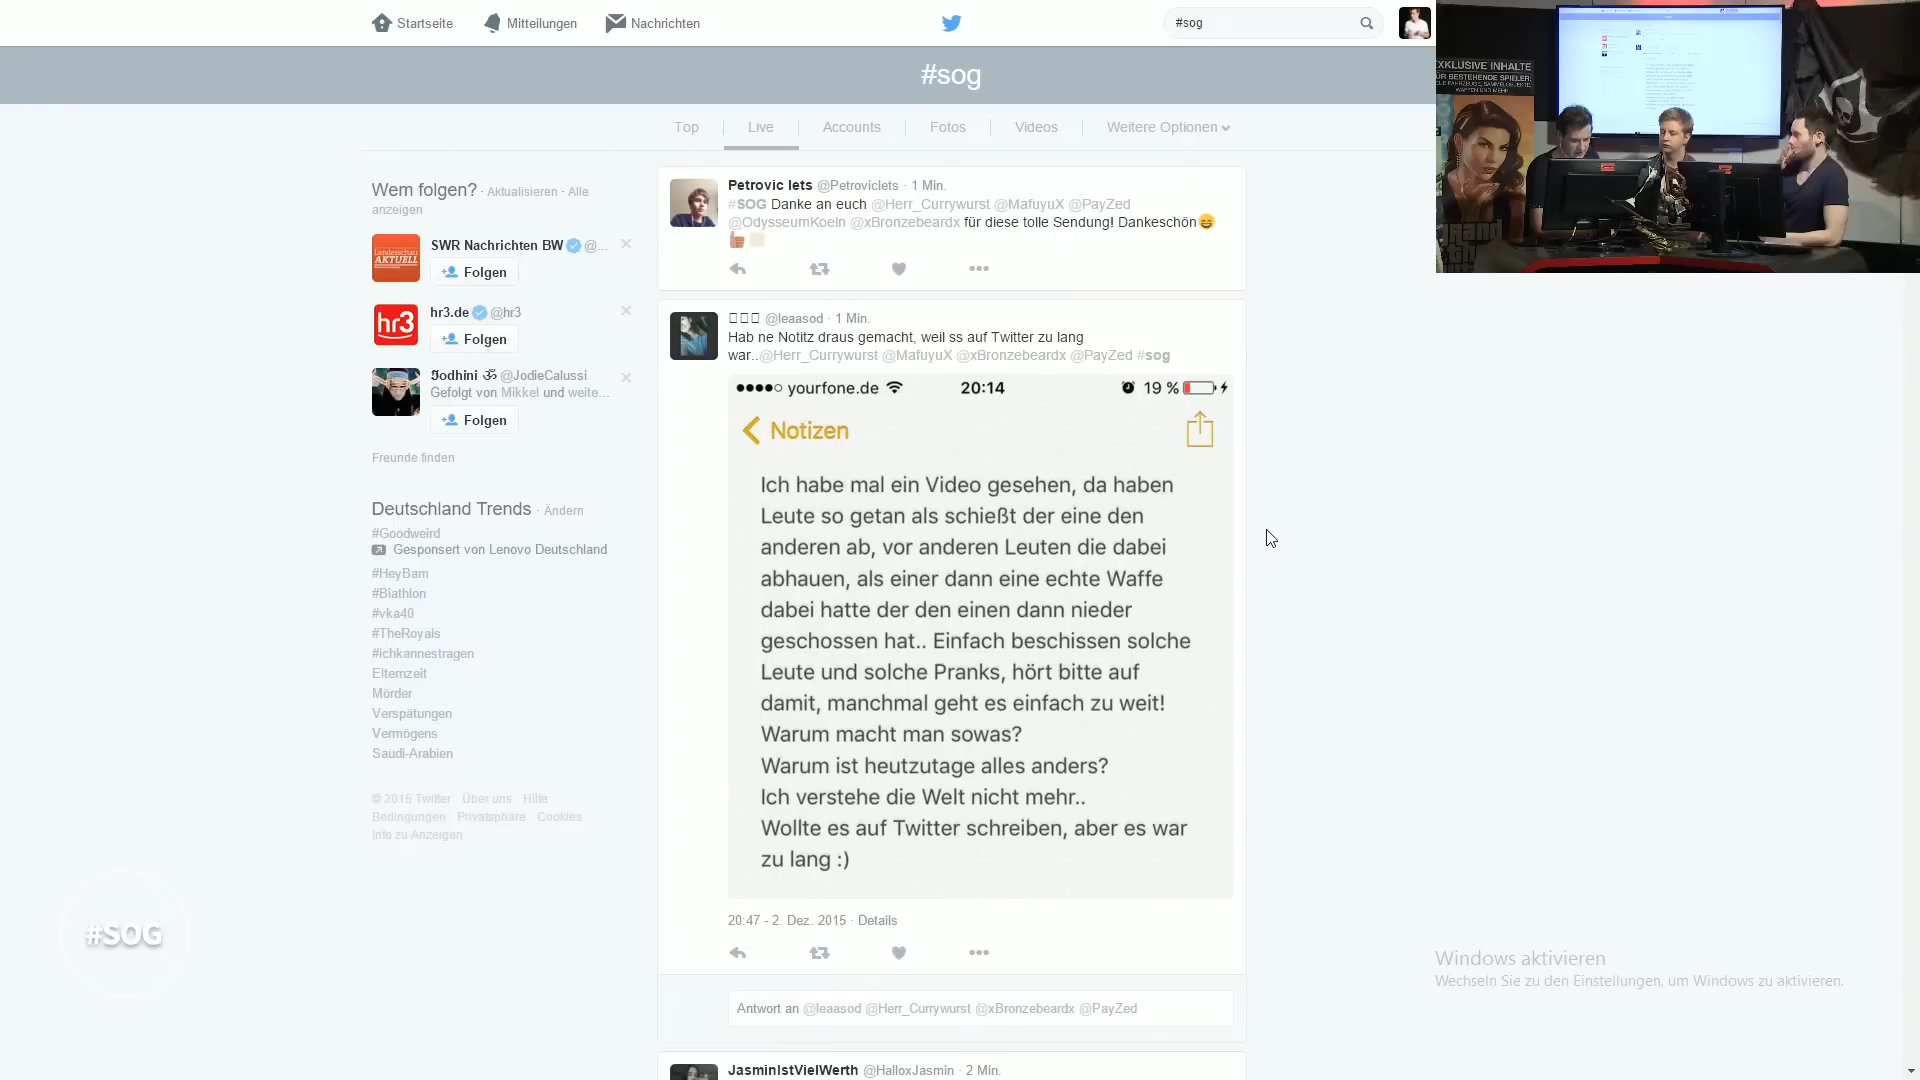 Startseite
Mitteilungen
Nachrichten
#sog
#sog
Top
Live
Accounts
Fotos
Videos
Weitere Optionen
Wem folgen? · Aktualisieren · Alle
anzeigen
SWR Nachrichten BW @...
Landesschau
AKTUELL
Folgen
hr3
hr3.de @hr3
Folgen
Jodhini ॐ @JodieCalussi
Gefolgt von Mikkel und weite...
Folgen
Freunde finden
Deutschland Trends · Ändern
#Goodweird
Gesponsert von Lenovo Deutschland
#HeyBam
#Biathlon
#vka40
#TheRoyals
#ichkannestragen
Elternzeit
Mörder
Verspätungen
Vermögens
Saudi-Arabien
© 2015 Twitter Über uns Hilfe
Bedingungen Privatsphäre Cookies
Info zu Anzeigen
#SOG
Petrovic lets @Petroviclets · 1 Min.
#SOG Danke an euch @Herr_Currywurst @MafuyuX @PayZed
@OdysseumKoeln @xBronzebeardx für diese tolle Sendung! Dankeschön😄
👍
@leaasod · 1 Min.
Hab ne Notitz draus gemacht, weil ss auf Twitter zu lang
war..@Herr_Currywurst @MafuyuX @xBronzebeardx @PayZed #sog
yourfone.de 20:14 19 %
Notizen
Ich habe mal ein Video gesehen, da haben
Leute so getan als schießt der eine den
anderen ab, vor anderen Leuten die dabei
abhauen, als einer dann eine echte Waffe
dabei hatte der den einen dann nieder
geschossen hat.. Einfach beschissen solche
Leute und solche Pranks, hört bitte auf
damit, manchmal geht es einfach zu weit!
Warum macht man sowas?
Warum ist heutzutage alles anders?
Ich verstehe die Welt nicht mehr..
Wollte es auf Twitter schreiben, aber es war
zu lang :)
20:47 - 2. Dez. 2015 · Details
Antwort an @leaasod @Herr_Currywurst @xBronzebeardx @PayZed
JasminIstVielWerth @HalloxJasmin · 2 Min.
EXKLUSIVE INHALTE
FÜR BESTEHENDE SPIELER:
WAFFEN UND MEHR
Windows aktivieren
Wechseln Sie zu den Einstellungen, um Windows zu aktivieren.